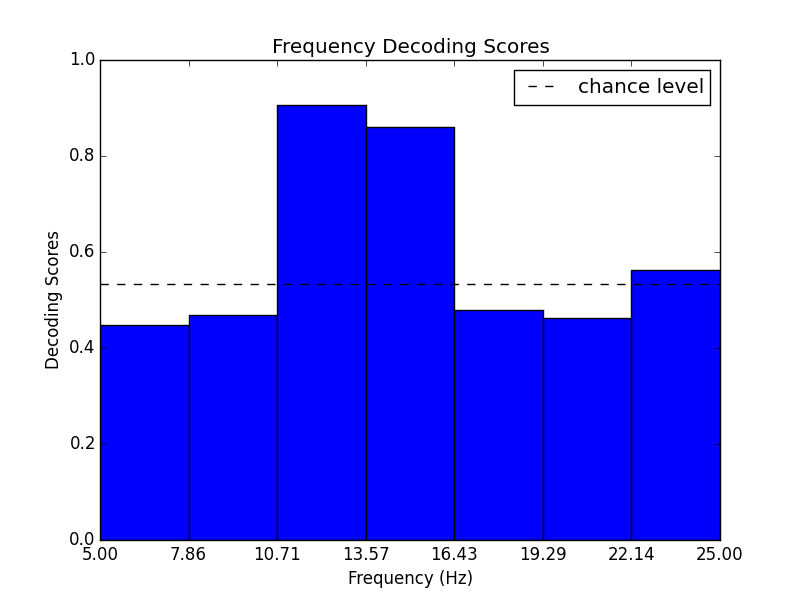 Frequency Decoding Scores
chance level
1.0
0.8
0.6
0.4
0.2
0.0
Decoding Scores
5.00 7.86 10.71 13.57 16.43 19.29 22.14 25.00
Frequency (Hz)